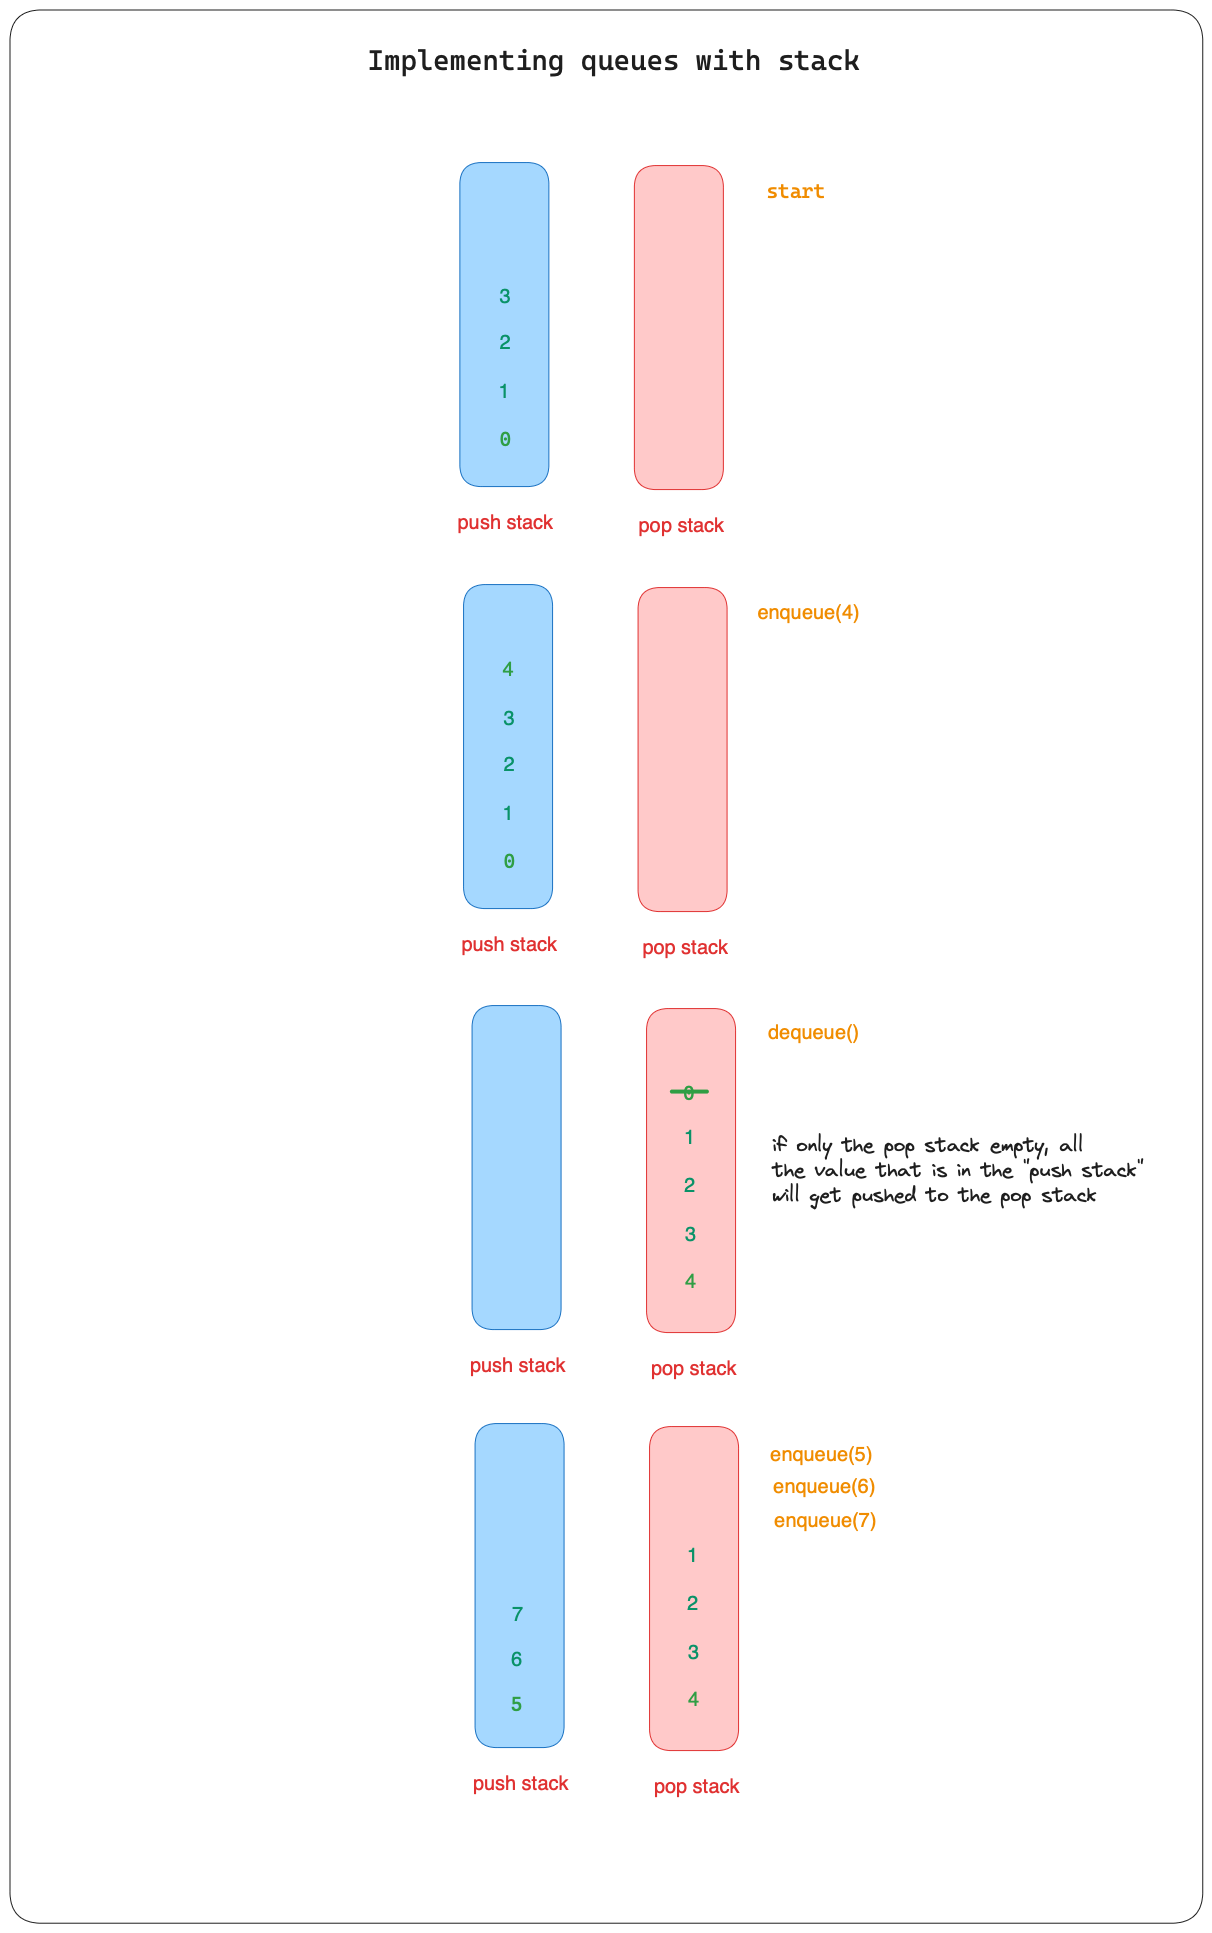 Implementing queues with stack
start
3
2
1
0
push stack
pop stack
enqueue(4)
4
3
2
1
0
push stack
pop stack
dequeue()
0
1
2
3
4
if only the pop stack empty, all
the value that is in the "push stack"
will get pushed to the pop stack
push stack
pop stack
enqueue(5)
enqueue(6)
enqueue(7)
7
6
5
1
2
3
4
push stack
pop stack